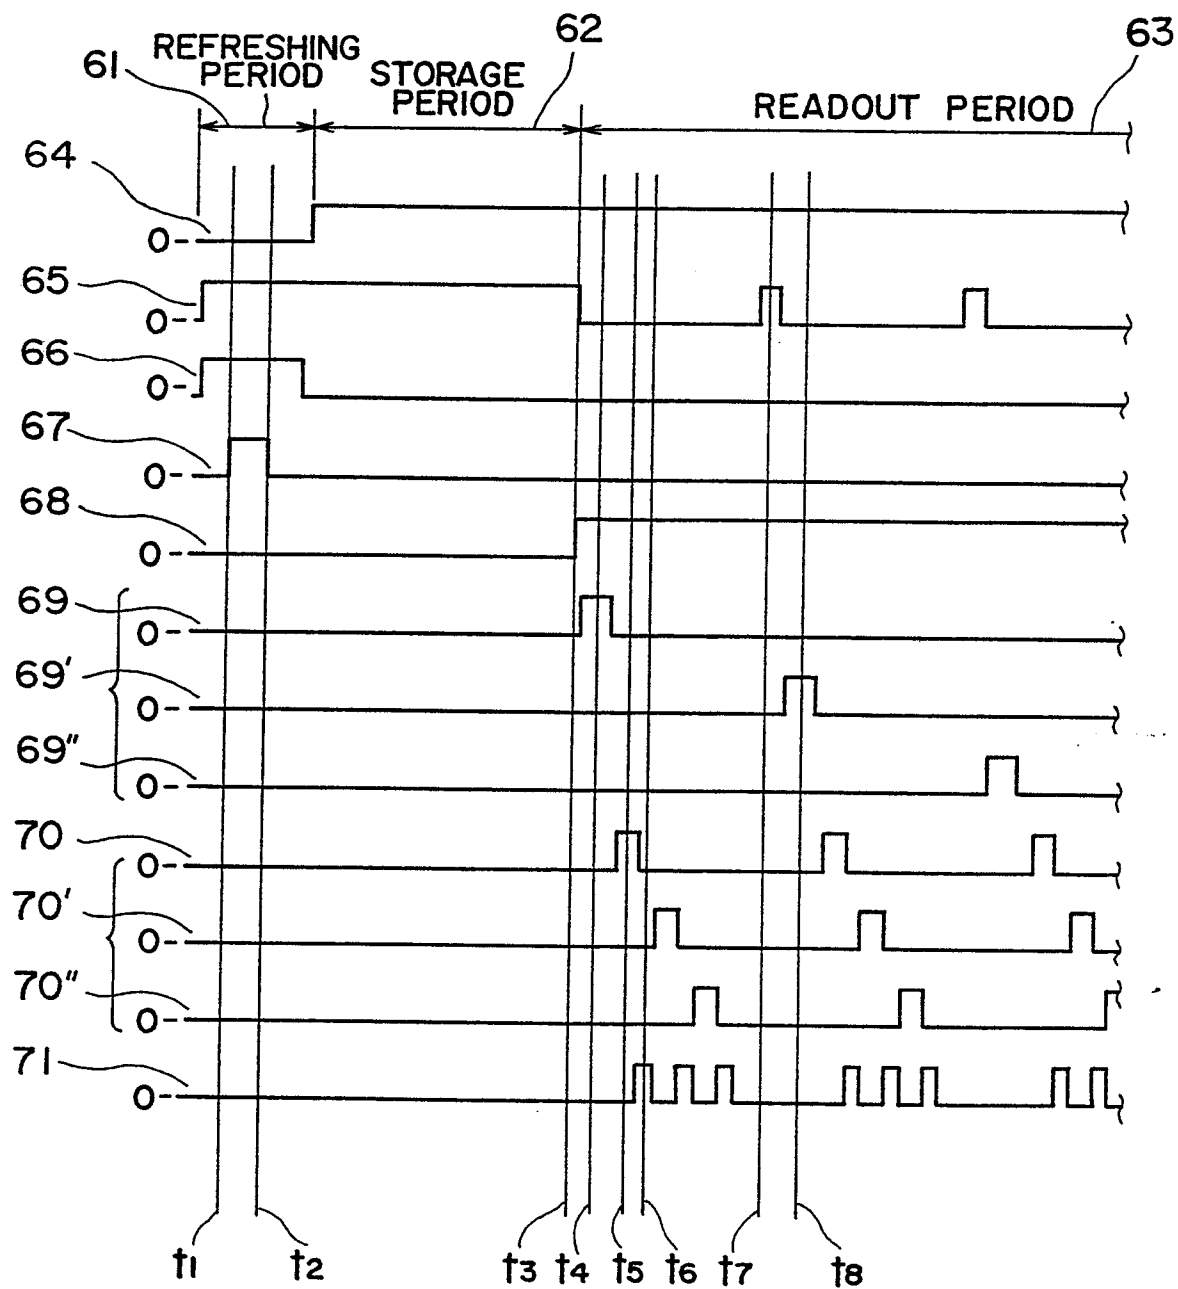 61
REFRESHING
PERIOD
62
STORAGE
PERIOD
63
READOUT PERIOD
64
0
65
0
66
0
67
0
68
0
69
0
69'
0
69"
0
70
0
70'
0
70"
0
71
0
t1
t2
t3
t4
t5
t6
t7
t8